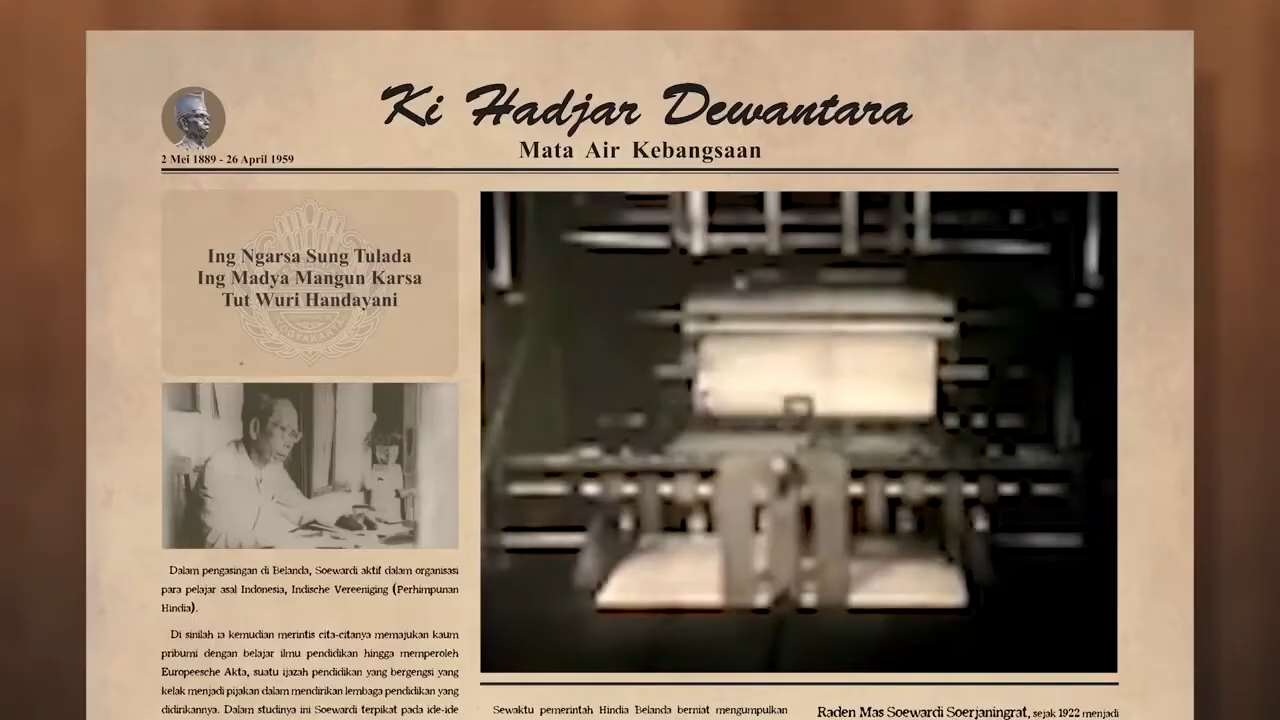 Ki Hadjar Dewantara
Mata Air Kebangsaan
2 Mei 1889 - 26 April 1959
Ing Ngarsa Sung Tulada
Ing Madya Mangun Karsa
Tut Wuri Handayani
YOGYAKARTA
Dalam pengasingan di Belanda, Soewardi aktif dalam organisasi
para pelajar asal Indonesia, Indische Vereeniging (Perhimpunan
Hindia).
Di sinilah ia kemudian merintis cita-citanya memajukan kaum
pribumi dengan belajar ilmu pendidikan hingga memperoleh
Europeesche Akta, suatu ijazah pendidikan yang bergengsi yang
kelak menjadi pijakan dalam mendirikan lembaga pendidikan yang
didirikannya. Dalam studinya ini Soewardi terpikat pada ide-ide
Sewaktu pemerintah Hindia Belanda berniat mengumpulkan
Raden Mas Soewardi Soerjaningrat, sejak 1922 menjadi